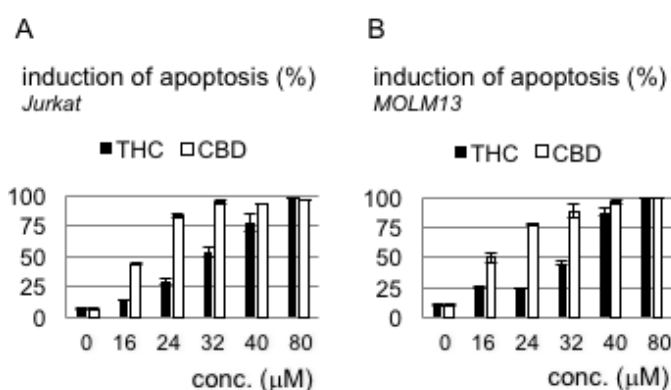 A
induction of apoptosis (%)
Jurkat
■THC □CBD
100
75
50
25
0
0 16 24 32 40 80
conc. (μM)
B
induction of apoptosis (%)
MOLM13
■THC □CBD
100
75
50
25
0
0 16 24 32 40 80
conc. (μM)